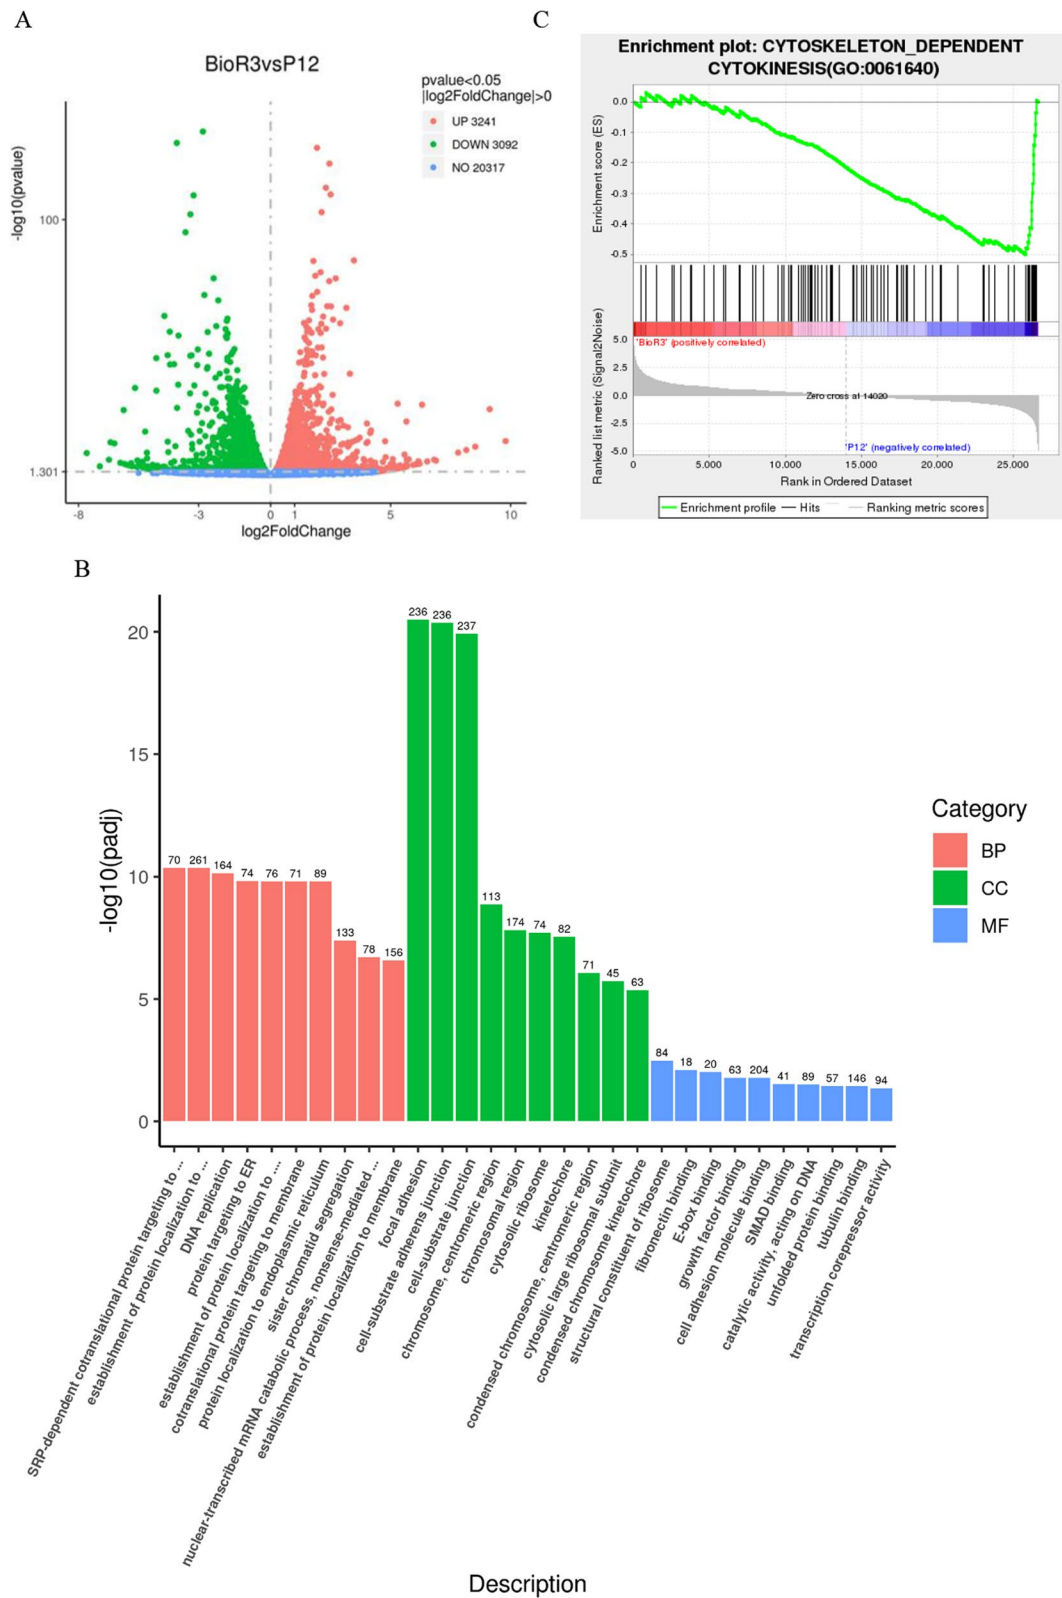 A
BioR3vsP12
pvalue<0.05
|log2FoldChange|>0
UP 3241
DOWN 3092
NO 20317
-log10(pvalue)
100
1.301
-8 -3 0 1 5 10
log2FoldChange
C
Enrichment plot: CYTOSKELETON_DEPENDENT
CYTOKINESIS(GO:0061640)
Enrichment score (ES)
0.0
-0.1
-0.2
-0.3
-0.4
-0.5
'BioR3' (positively correlated)
Ranked list metric (Signal2Noise)
5.0
2.5
0.0
-2.5
-5.0
Zero cross at 14020
'P12' (negatively correlated)
0 5,000 10,000 15,000 20,000 25,000
Rank in Ordered Dataset
Enrichment profile Hits Ranking metric scores
B
-log10(padj)
20
15
10
5
0
70 261 164 74 76 71 89 133 78 156 236 236 237 113 174 74 82 71 45 63 84 18 20 63 204 41 89 57 146 94
Category
BP
CC
MF
SRP-dependent cotranslational protein targeting to ...
establishment of protein localization to ...
DNA replication
protein targeting to ER
establishment of protein localization to ....
cotranslational protein targeting to membrane
protein localization to endoplasmic reticulum
sister chromatid segregation
nuclear-transcribed mRNA catabolic process, nonsense-mediated ...
establishment of protein localization to membrane
focal adhesion
cell-substrate adherens junction
cell-substrate junction
chromosome, centromeric region
chromosomal region
cytosolic ribosome
kinetochore
condensed chromosome, centromeric region
cytosolic large ribosomal subunit
condensed chromosome kinetochore
structural constituent of ribosome
fibronectin binding
E-box binding
growth factor binding
cell adhesion molecule binding
SMAD binding
catalytic activity, acting on DNA
unfolded protein binding
tubulin binding
transcription corepressor activity
Description